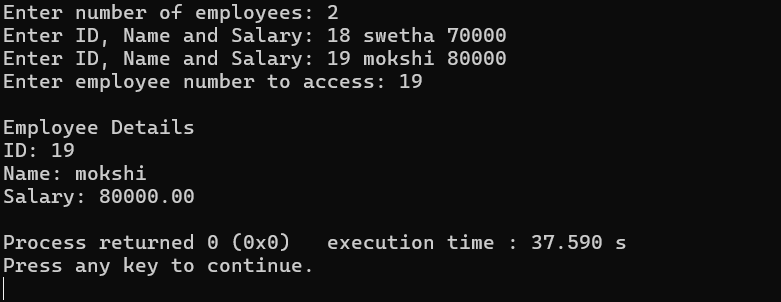 Enter number of employees: 2
Enter ID, Name and Salary: 18 swetha 70000
Enter ID, Name and Salary: 19 mokshi 80000
Enter employee number to access: 19
Employee Details
ID: 19
Name: mokshi
Salary: 80000.00
Process returned 0 (0x0)   execution time : 37.590 s
Press any key to continue.